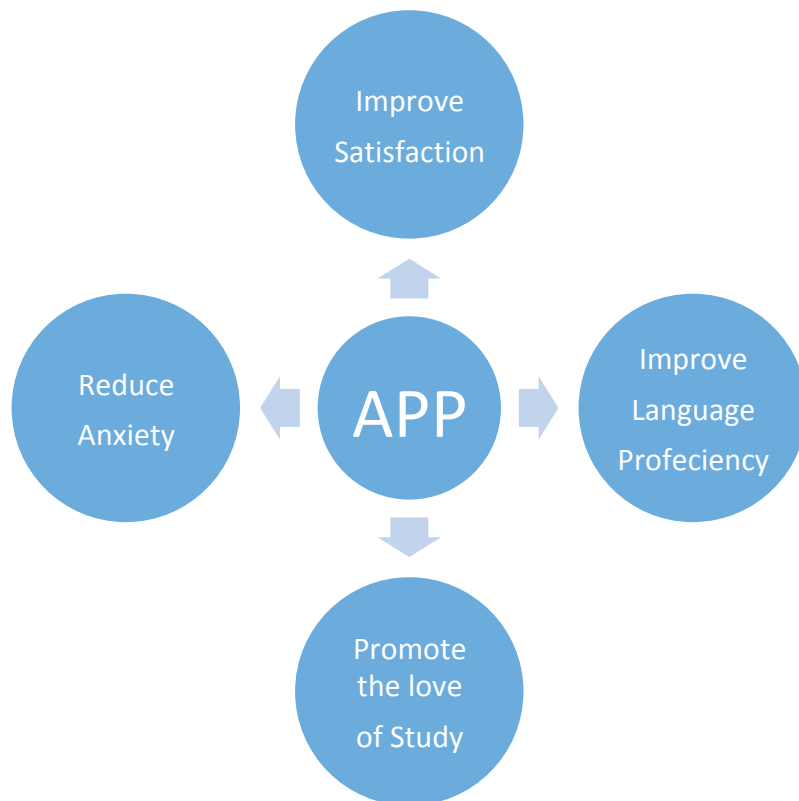 Improve
Satisfaction
Reduce
Anxiety
APP
Improve
Language
Profeciency
Promote
the love
of Study